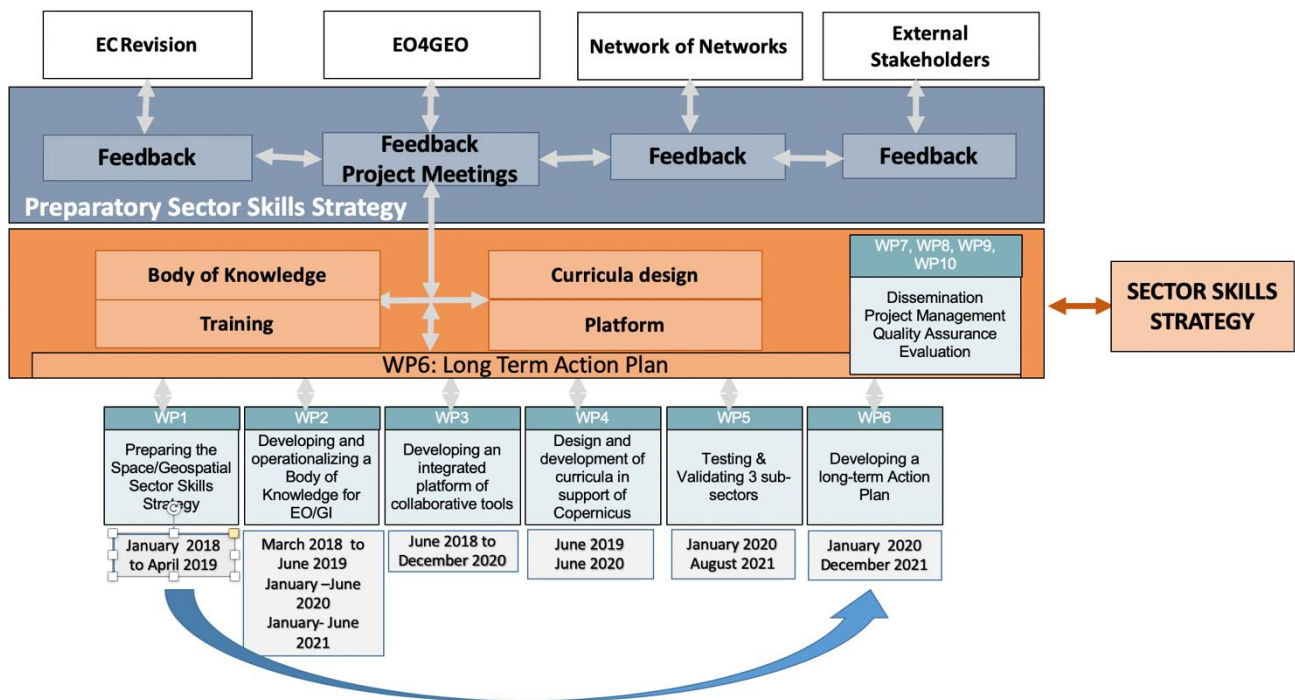 EC Revision
EO4GEO
Network of Networks
External
Stakeholders
Feedback
Feedback
Project Meetings
Feedback
Feedback
Preparatory Sector Skills Strategy
Body of Knowledge
Training
Curricula design
Platform
WP7, WP8, WP9,
WP10
Dissemination
Project Management
Quality Assurance
Evaluation
SECTOR SKILLS
STRATEGY
WP6: Long Term Action Plan
WP1
Preparing the
Space/Geospatial
Sector Skills
Strategy
January 2018
to April 2019
WP2
Developing and
operationalizing a
Body of
Knowledge for
EO/GI
March 2018 to
June 2019
January –June
2020
January- June
2021
WP3
Developing an
integrated
platform of
collaborative tools
June 2018 to
December 2020
WP4
Design and
development of
curricula in
support of
Copernicus
June 2019
June 2020
WP5
Testing &
Validating 3 sub-
sectors
January 2020
August 2021
WP6
Developing a
long-term Action
Plan
January 2020
December 2021